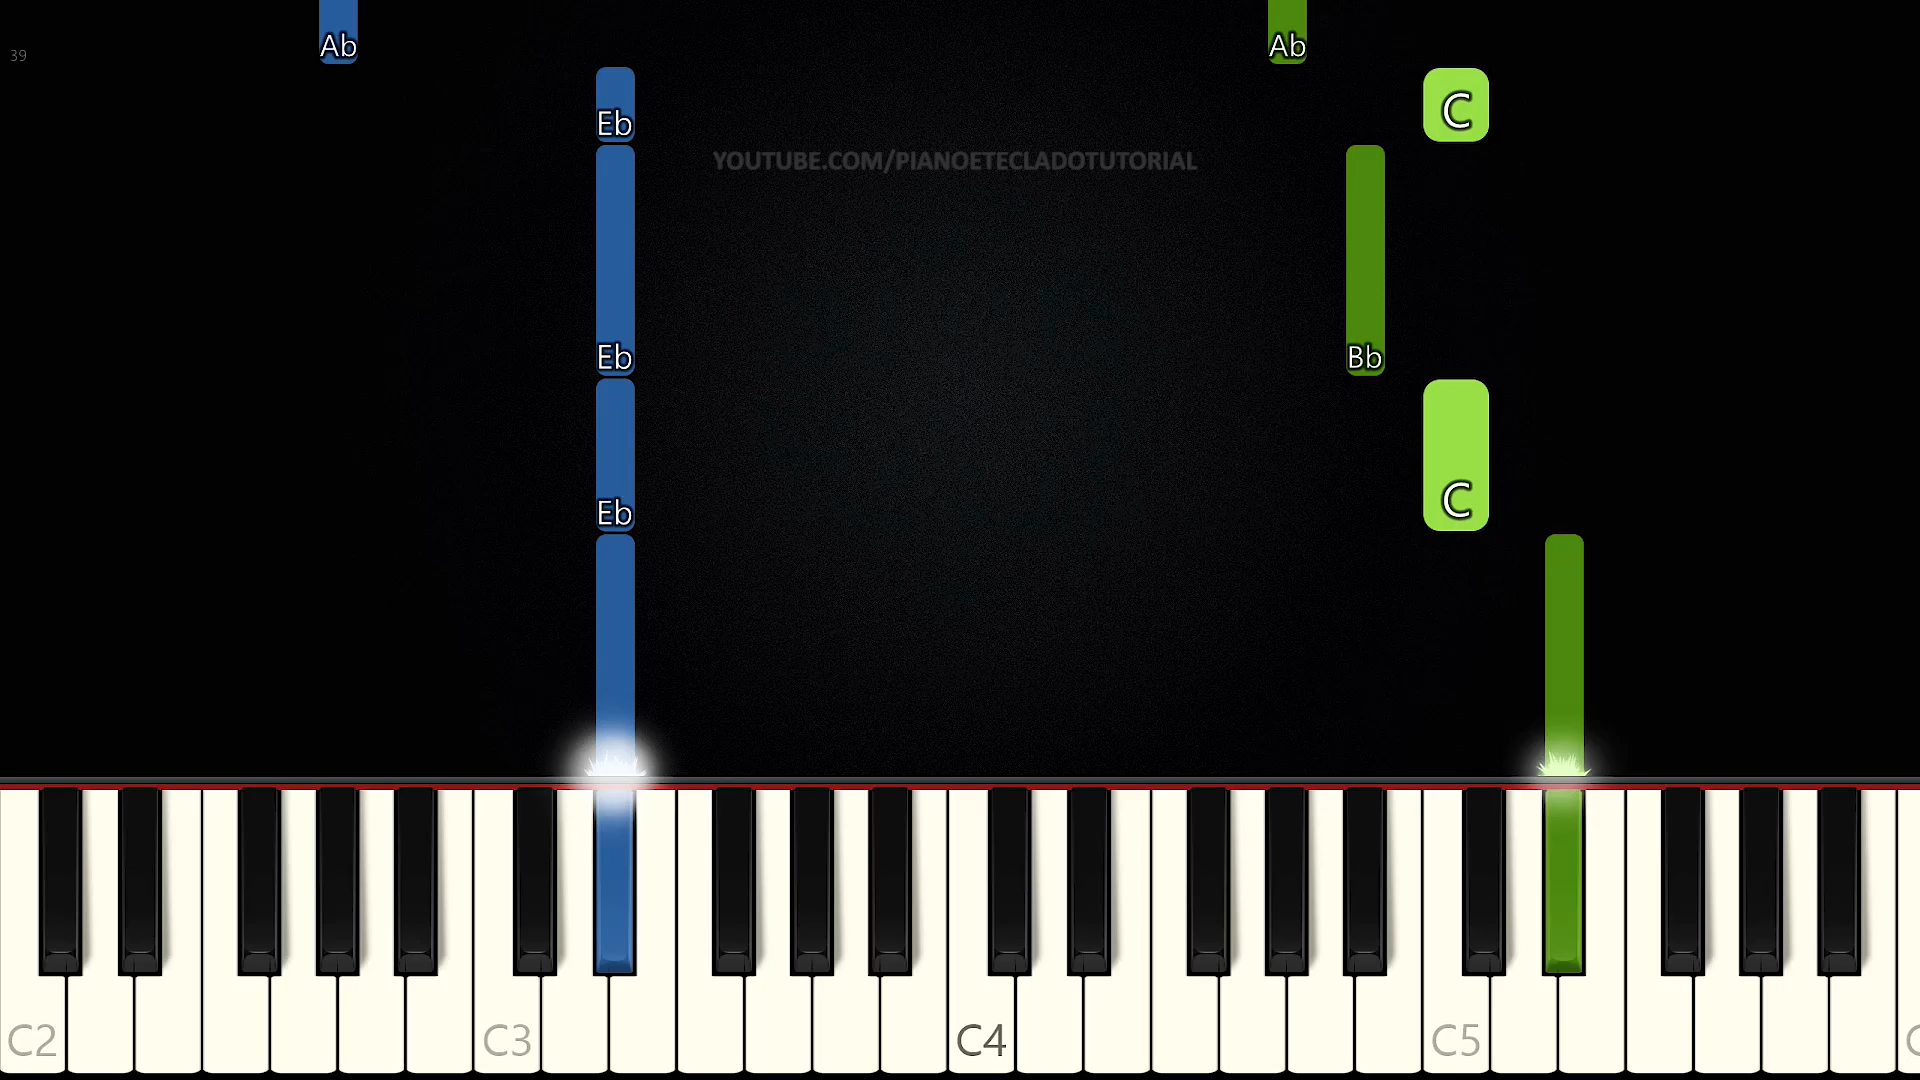 Ab Ab
39
Eb C
YOUTUBE.COM/PIANOETECLADOTUTORIAL
Eb Bb
Eb C
C2 C3 C4 C5